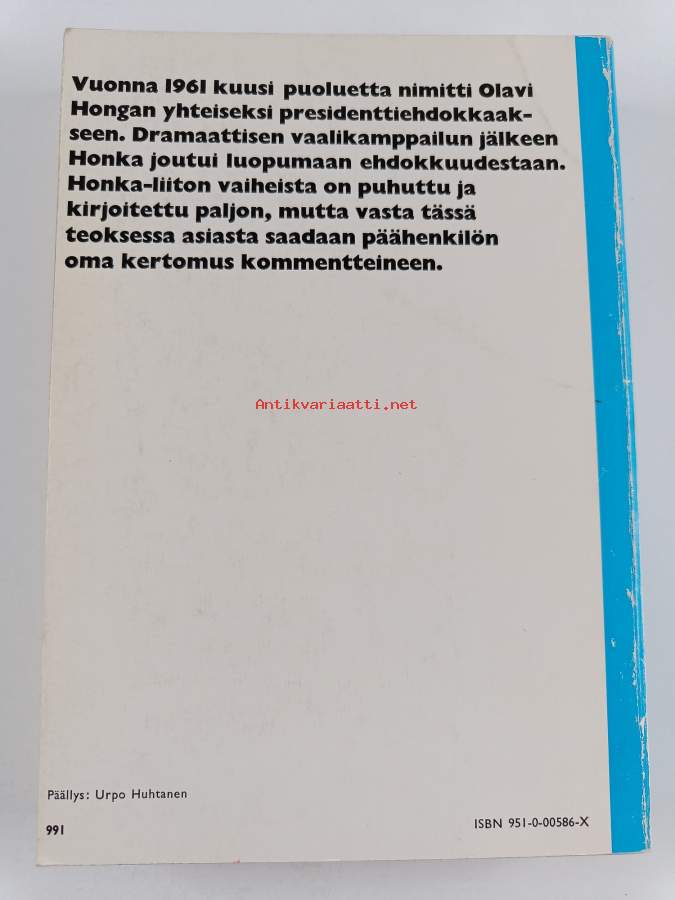 Vuonna 1961 kuusi puoluetta nimitti Olavi
Hongan yhteiseksi presidenttiehdokkaak-
seen. Dramaattisen vaalikamppailun jälkeen
Honka joutui luopumaan ehdokkuudestaan.
Honka-liiton vaiheista on puhuttu ja
kirjoitettu paljon, mutta vasta tässä
teoksessa asiasta saadaan päähenkilön
oma kertomus kommentteineen.
Antikvariaatti.net
Päällys: Urpo Huhtanen
991
ISBN 951-0-00586-X